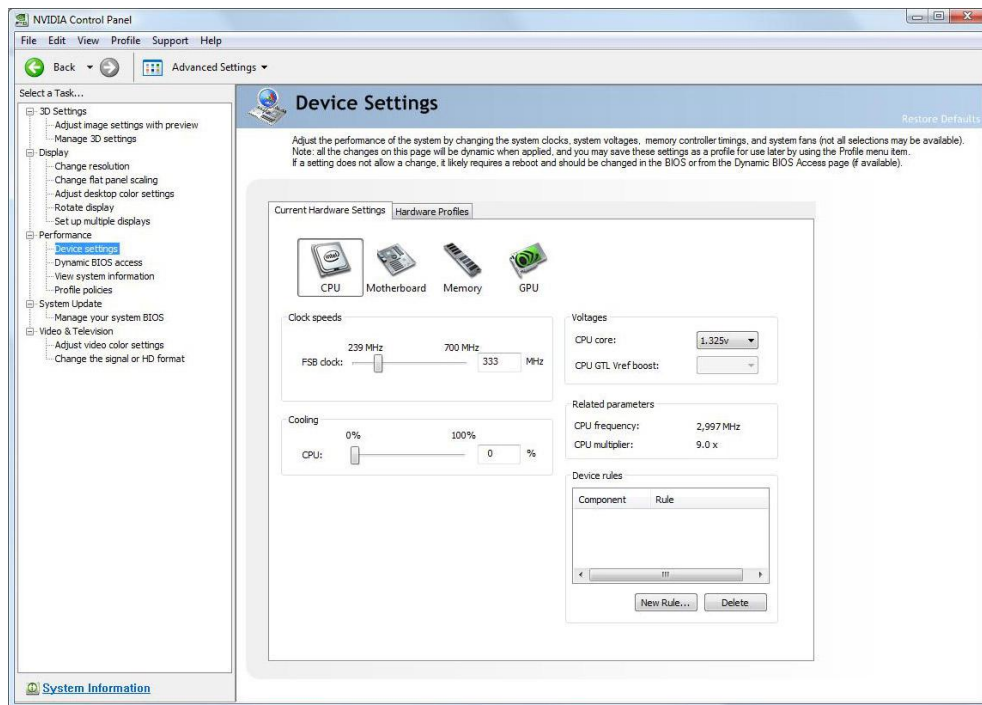 NVIDIA Control Panel
File Edit View Profile Support Help
Back Advanced Settings
Select a Task...
3D Settings
Adjust image settings with preview
Manage 3D settings
Display
Change resolution
Change flat panel scaling
Adjust desktop color settings
Rotate display
Set up multiple displays
Performance
Device settings
Dynamic BIOS access
View system information
Profile policies
System Update
Manage your system BIOS
Video & Television
Adjust video color settings
Change the signal or HD format
System Information
Device Settings
Restore Defaults
Adjust the performance of the system by changing the system clocks, system voltages, memory controller timings, and system fans (not all selections may be available).
Note: all the changes on this page will be dynamic when applied, and you may save these settings as a profile for use later by using the Profile menu item.
If a setting does not allow a change, it likely requires a reboot and should be changed in the BIOS or from the Dynamic BIOS Access page (if available).
Current Hardware Settings Hardware Profiles
intel
CPU Motherboard Memory GPU
Clock speeds
239 MHz 700 MHz
FSB clock: 333 MHz
Cooling
0% 100%
CPU: 0 %
Voltages
CPU core: 1.325v
CPU GTL Vref boost:
Related parameters
CPU frequency: 2,997 MHz
CPU multiplier: 9.0 x
Device rules
Component Rule
New Rule... Delete